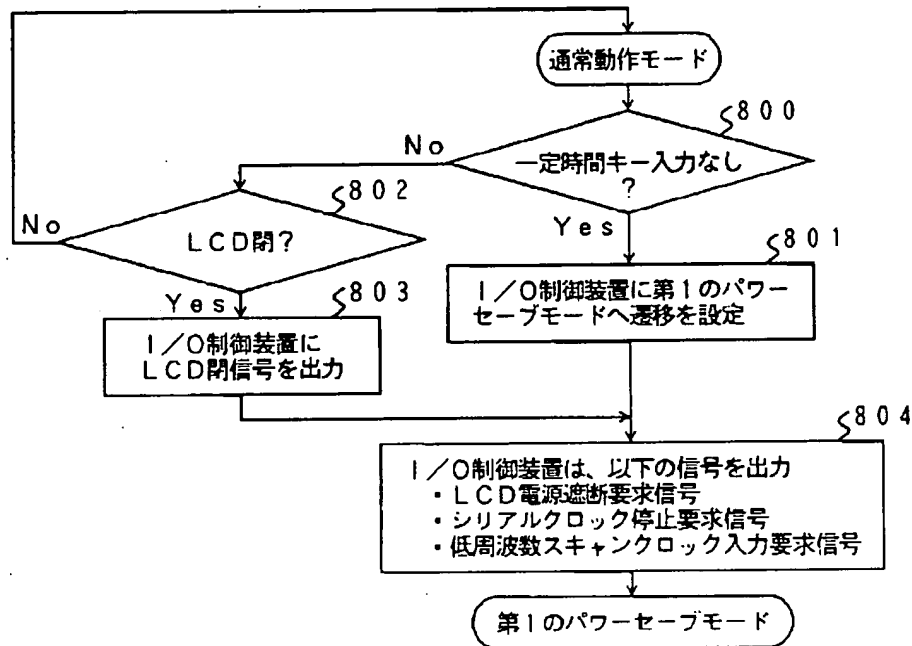 通常動作モード
800
一定時間キー入力なし
?
No
Yes
802
LCD閉?
No
Yes
801
I/O制御装置に第1のパワー
セーブモードへ遷移を設定
803
I/O制御装置に
LCD閉信号を出力
804
I/O制御装置は、以下の信号を出力
・LCD電源遮断要求信号
・シリアルクロック停止要求信号
・低周波数スキャンクロック入力要求信号
第1のパワーセーブモード